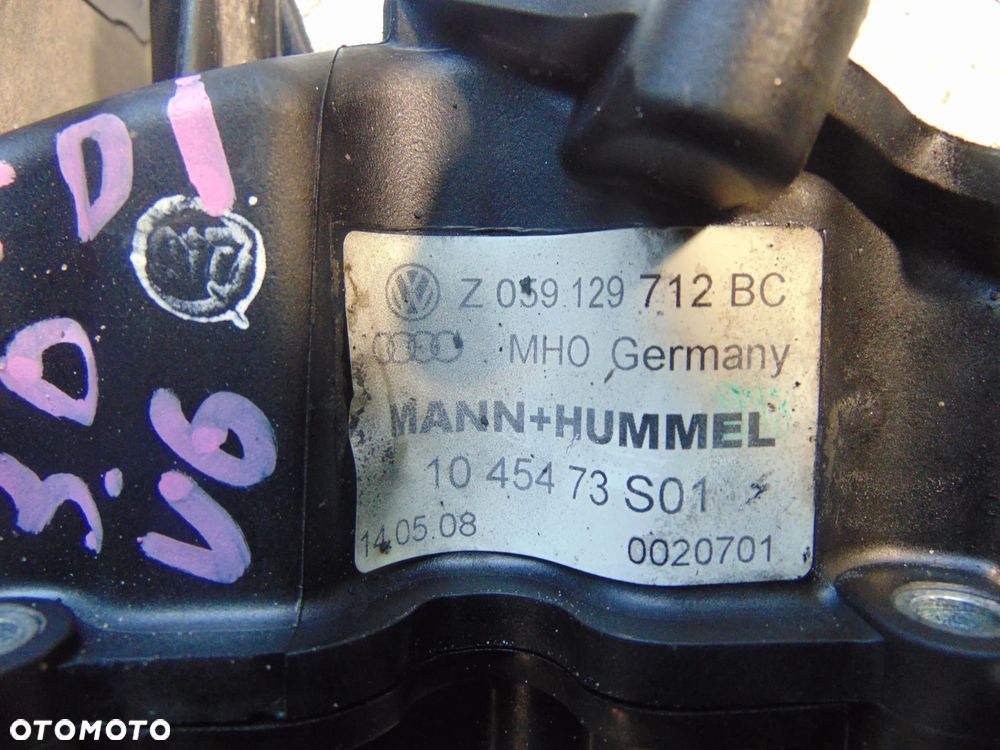 DI
3.0
V6
Z 059.129 712 BC
MHO Germany
MANN+HUMMEL
10 454 73 S01
14.05.08
0020701
OTOMOTO